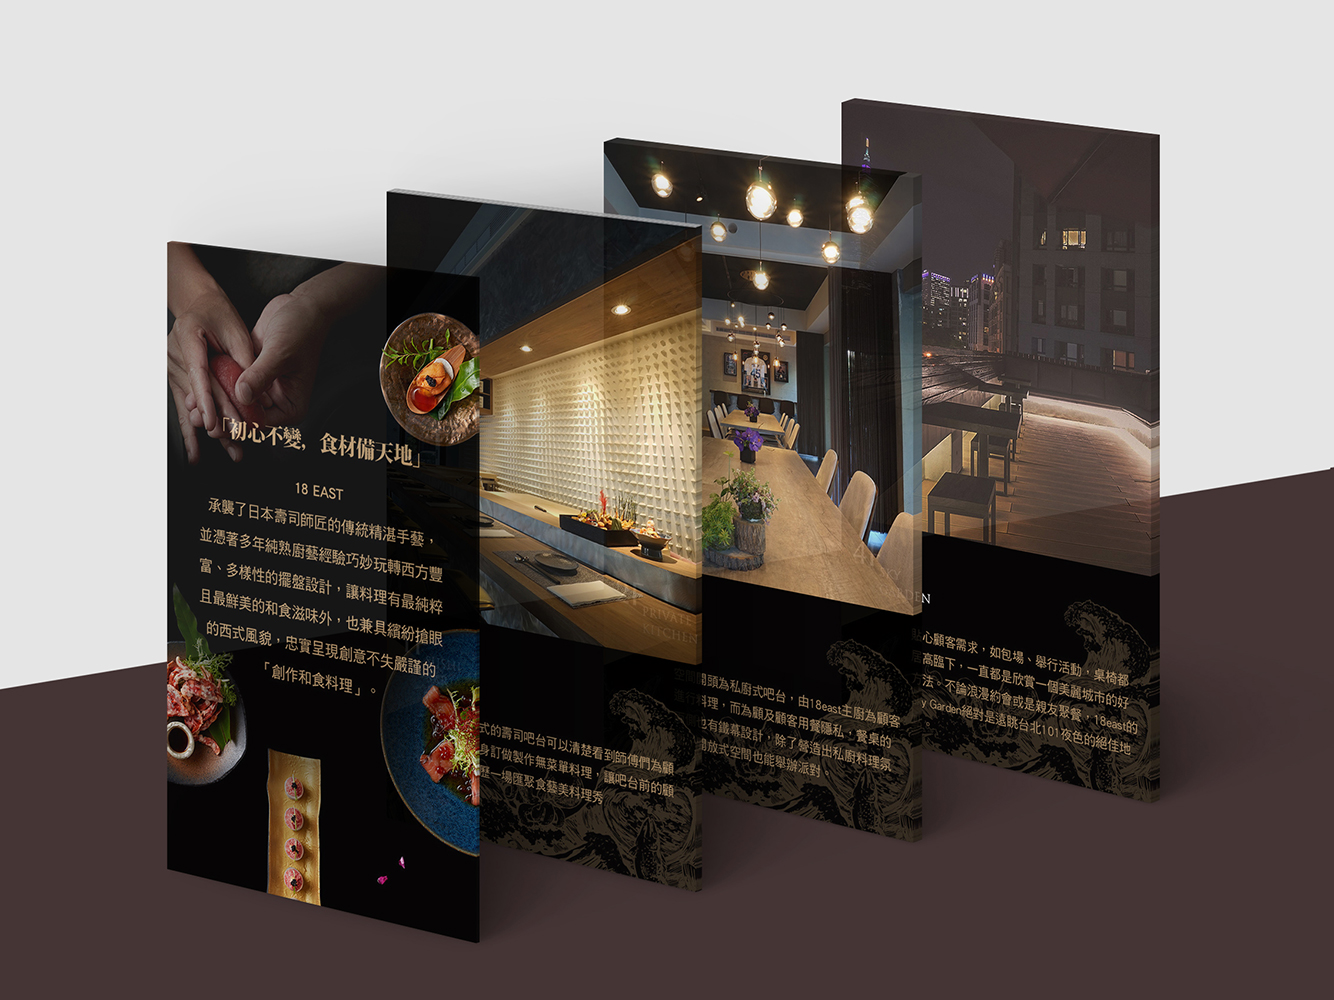 「初心不變，食材備天地」
18 EAST
承襲了日本壽司師匠的傳統精湛手藝，
並憑著多年純熟廚藝經驗巧妙玩轉西方豐
富、多樣性的擺盤設計，讓料理有最純粹
且最鮮美的和食滋味外，也兼具繽紛搶眼
的西式風貌，忠實呈現創意不失嚴謹的
「創作和食料理」。
式的壽司吧台可以清楚看到師傅們為顧
身訂做製作無菜單料理，讓吧台前的顧
一場匯聚食藝美料理秀
PRIVATE
KITCHEN
開頭為私廚式吧台，由18east主廚為顧客
料理，而為顧及顧客用餐隱私，餐桌的
也有鐵幕設計，除了營造出私廚料理氛
開放式空間也能舉辦派對。
GARDEN
心顧客需求，如包場、舉行活動，桌椅都
高臨下，一直都是欣賞一個美麗城市的好
法。不論浪漫約會或是親友聚餐，18east的
y Garden絕對是遠眺台北101夜色的絕佳地